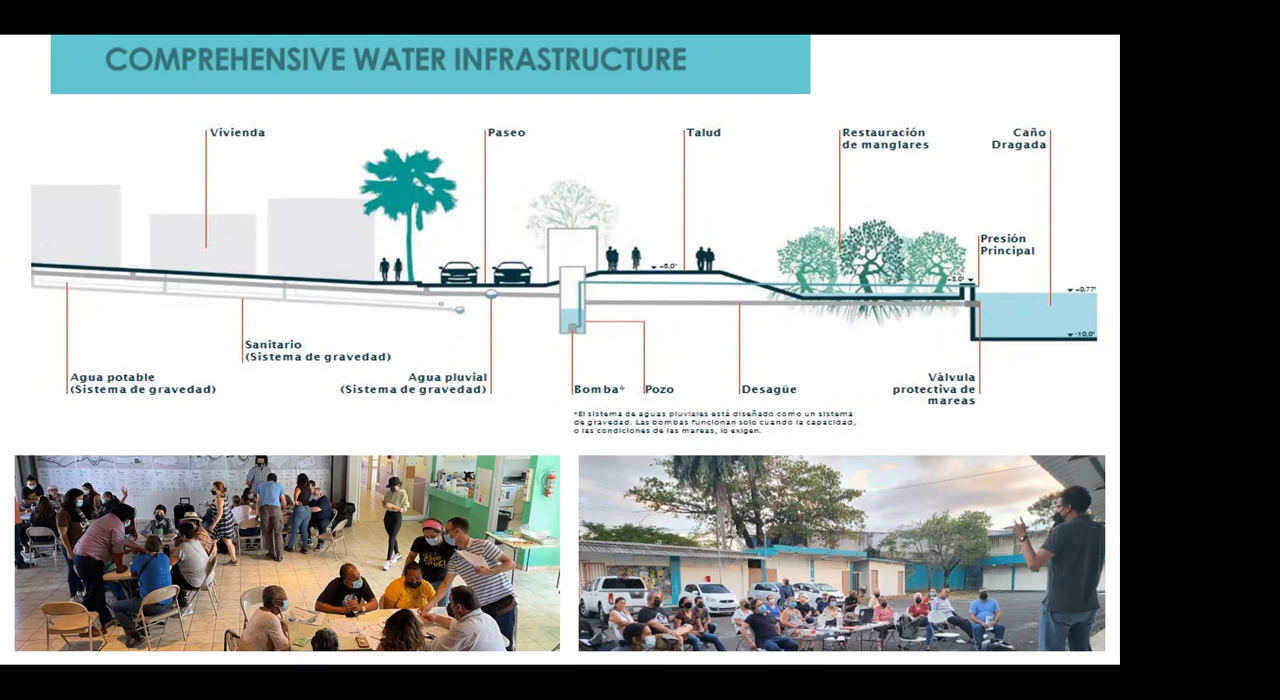 COMPREHENSIVE WATER INFRASTRUCTURE
Vivienda
Paseo
Talud
Restauración
de manglares
Caño
Dragada
Presión
Principal
+5.0'
+3.0'
+0.77'
-10.0'
Sanitario
(Sistema de gravedad)
Agua potable
(Sistema de gravedad)
Agua pluvial
(Sistema de gravedad)
Bomba*
Pozo
Desagüe
Válvula
protectiva de
mareas
*El sistema de aguas pluviales está diseñado como un sistema
de gravedad. Las bombas funcionan solo cuando la capacidad,
o las condiciones de las mareas, lo exigen.